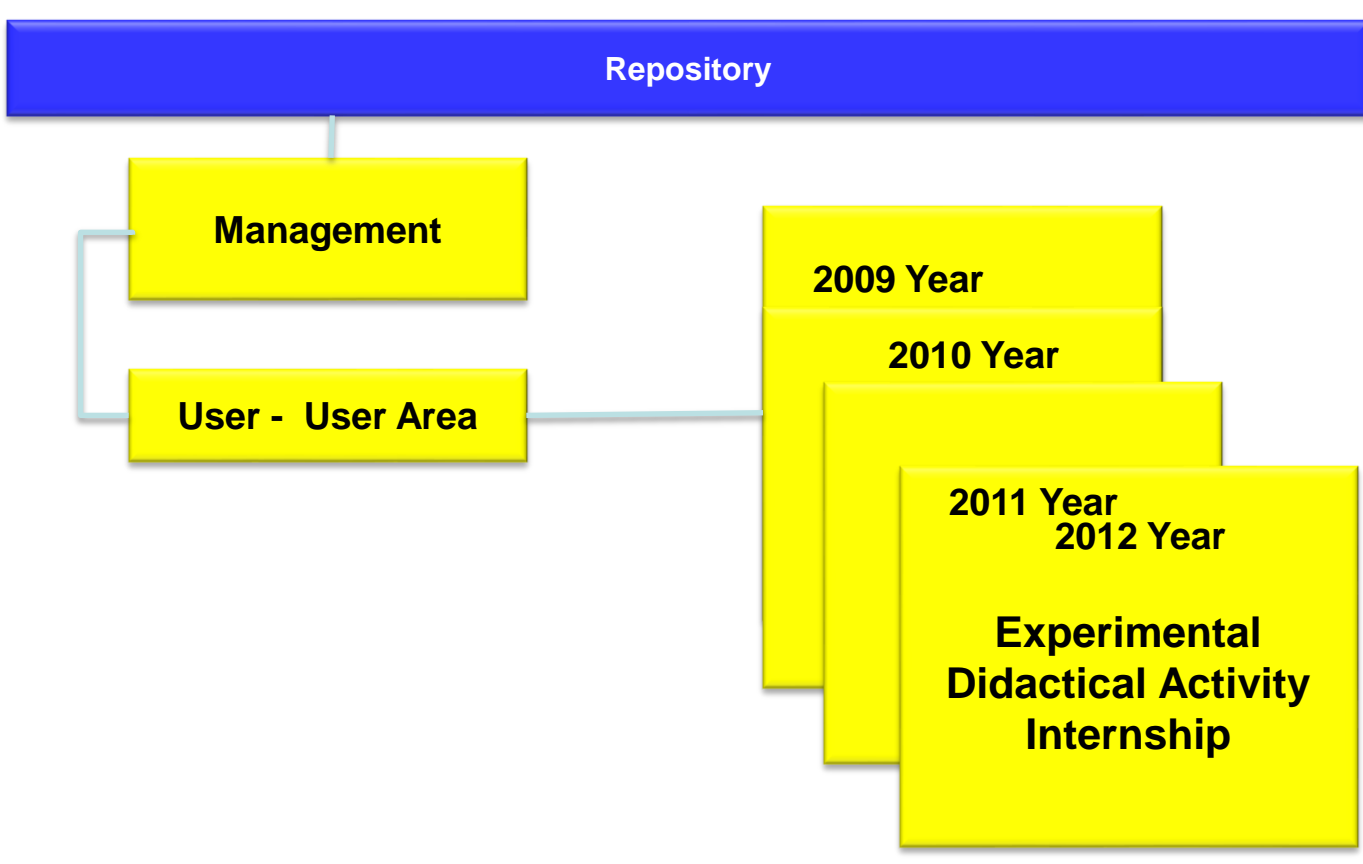 Repository
Management
2009 Year
2010 Year
User -  User Area
2011 Year
2012 Year
Experimental
Didactical Activity
Internship